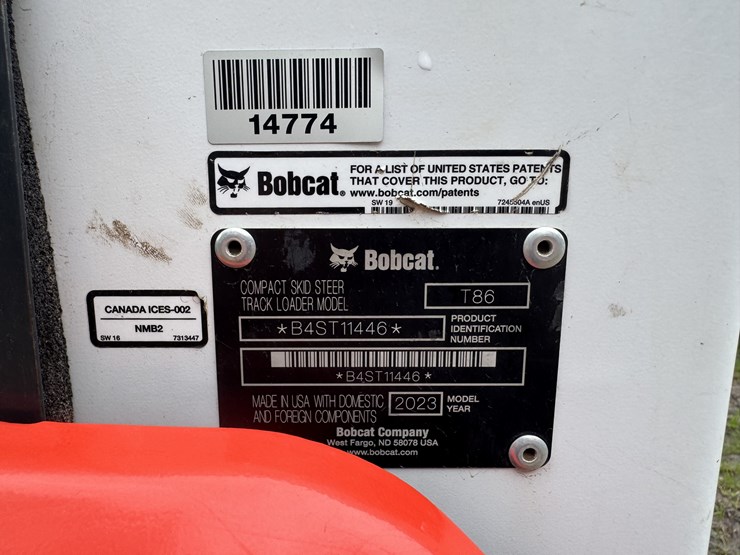 14774
Bobcat®
FOR A LIST OF UNITED STATES PATENTS
THAT COVER THIS PRODUCT, GO TO:
www.bobcat.com/patents
SW 19
enUS
Bobcat.
COMPACT SKID STEER
TRACK LOADER MODEL
T86
*B4ST11446*
PRODUCT
IDENTIFICATION
NUMBER
*B4ST11446*
MADE IN USA WITH DOMESTIC
AND FOREIGN COMPONENTS
2023
MODEL
YEAR
Bobcat Company
West Fargo, ND 58078 USA
www.bobcat.com
CANADA ICES-002
NMB2
SW 16 7313447